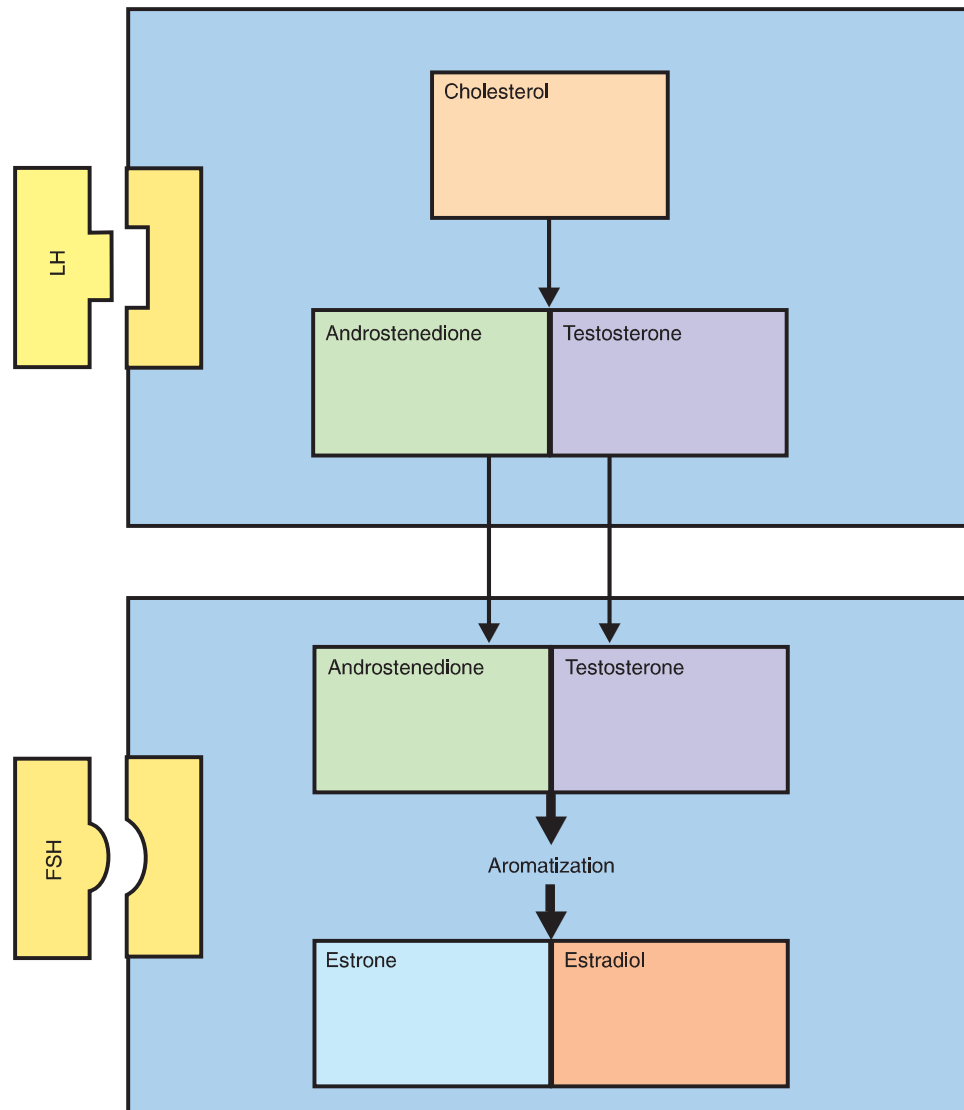 Cholesterol
LH
Androstenedione
Testosterone
Androstenedione
Testosterone
FSH
Aromatization
Estrone
Estradiol